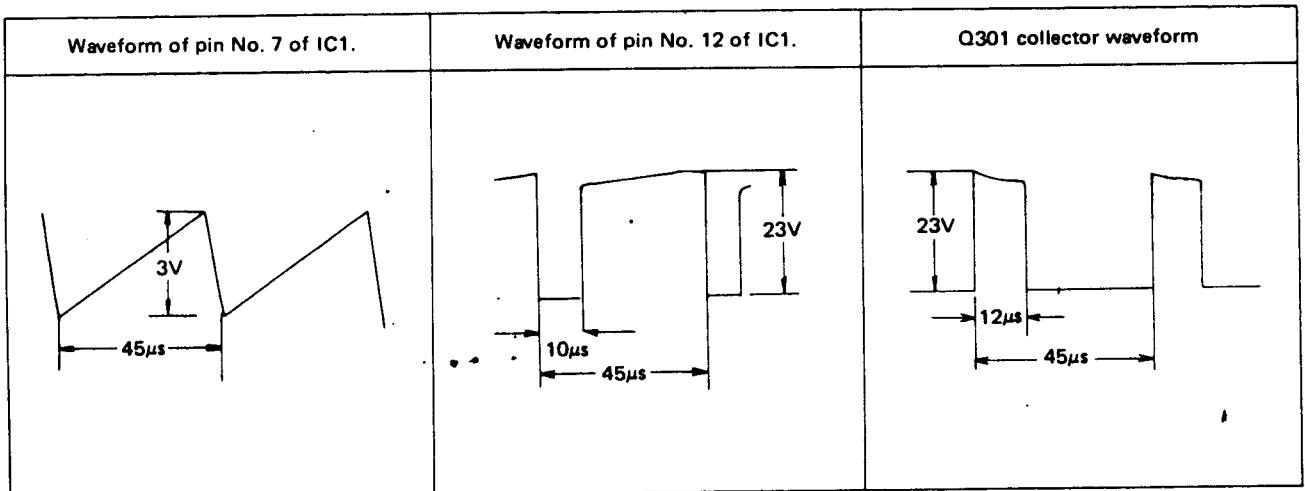 Waveform of pin No. 7 of IC1.
Waveform of pin No. 12 of IC1.
Q301 collector waveform
3V
45μs
23V
10μs
45μs
23V
12μs
45μs